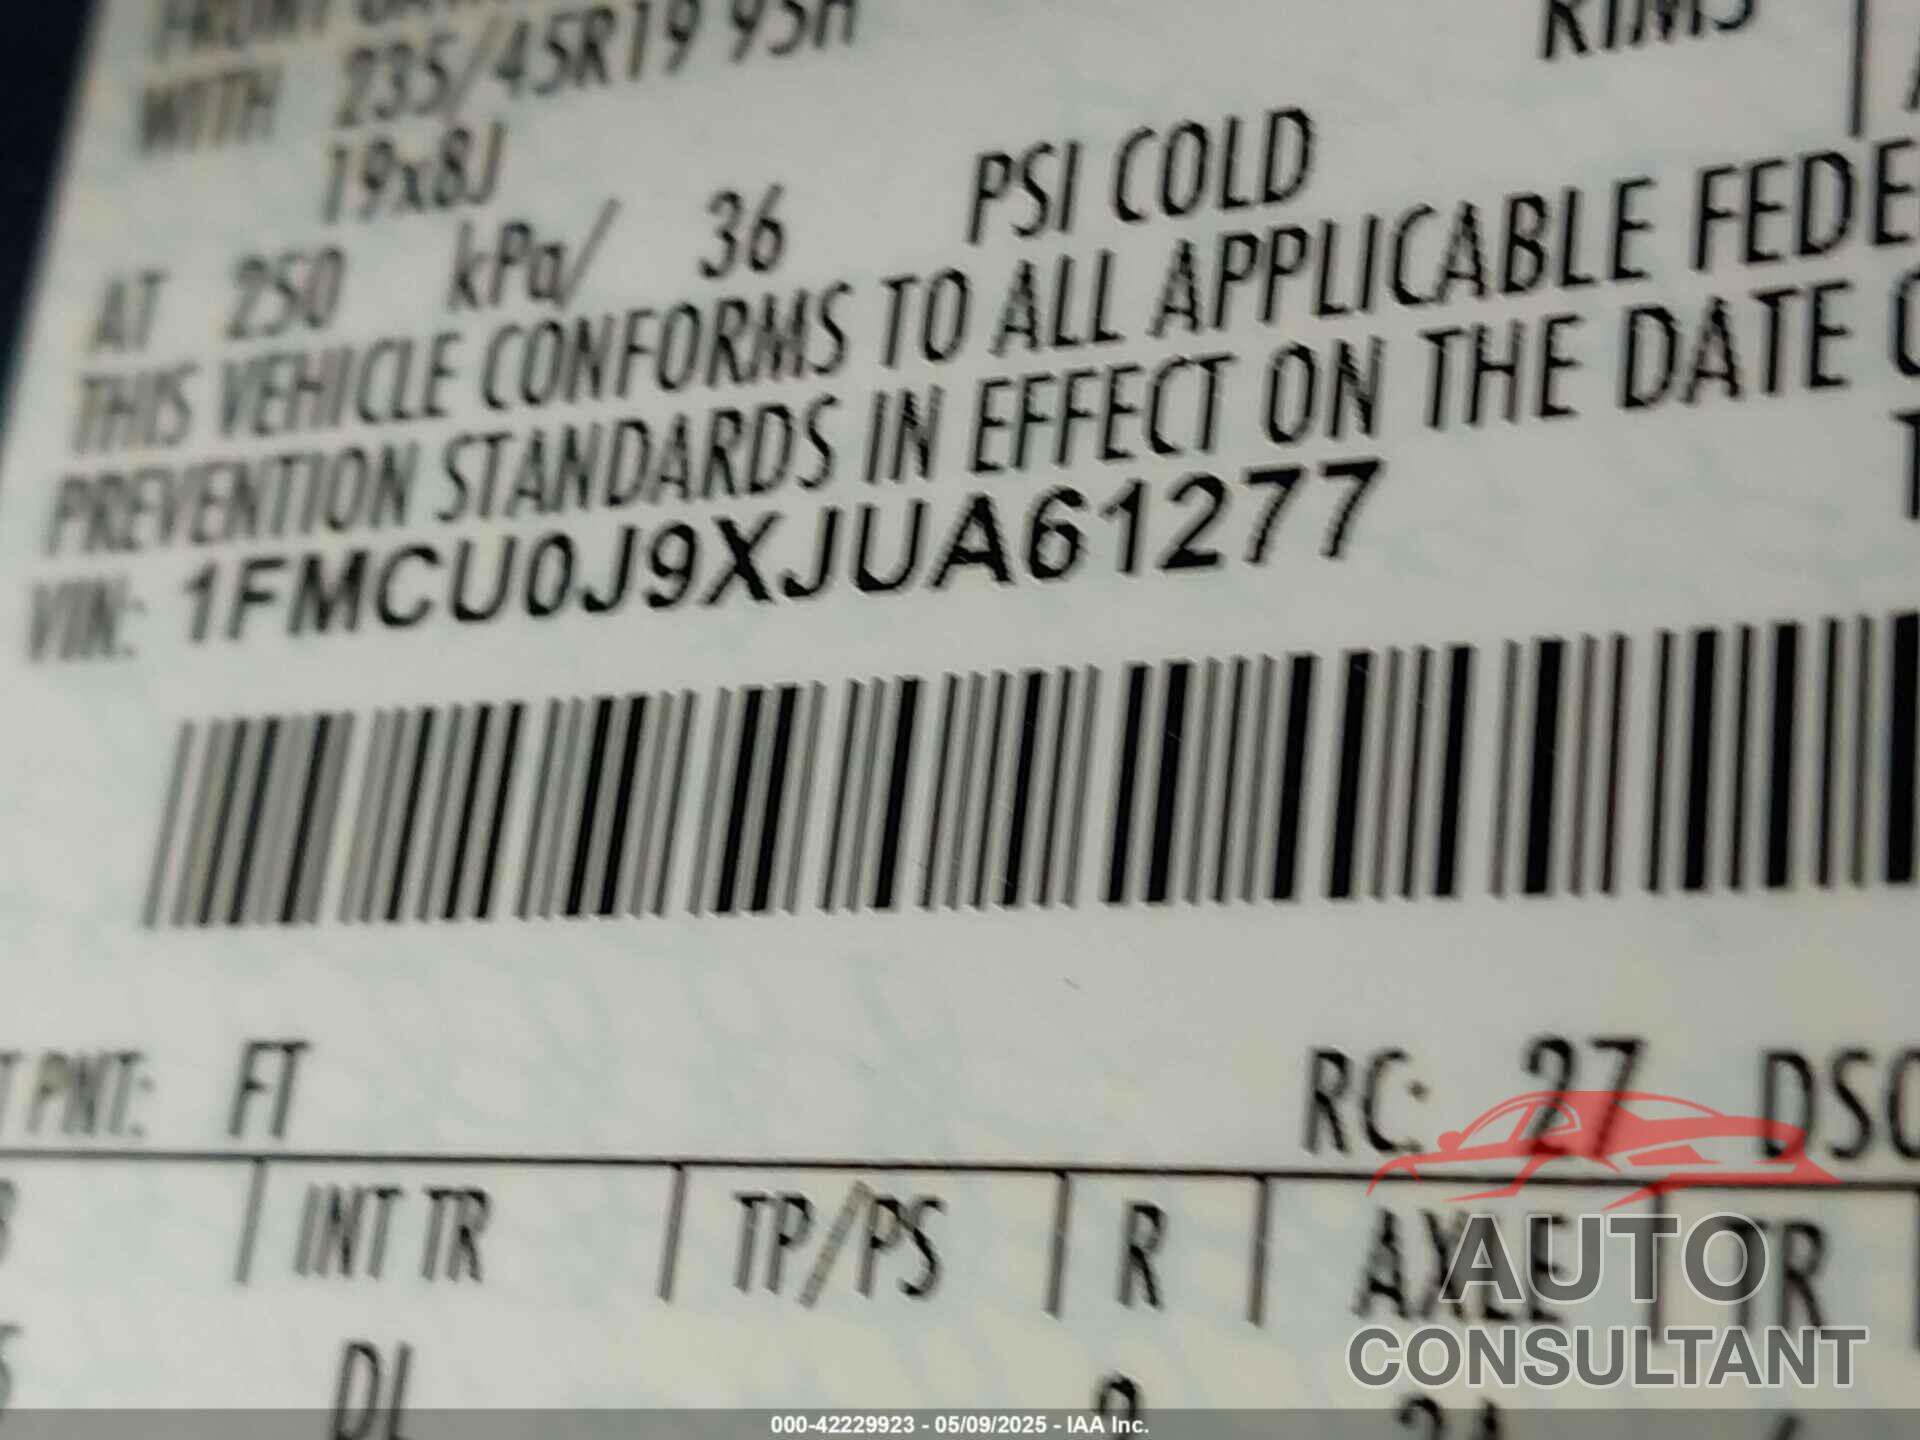 FRONT
WITH 235/45R19 95H
RIMS
19x8J
AT 250 kPa/ 36 PSI COLD
THIS VEHICLE CONFORMS TO ALL APPLICABLE FEDE
PREVENTION STANDARDS IN EFFECT ON THE DATE O
VIN: 1FMCU0J9XJUA61277
T PNT: FT
RC: 27 DSO
INT TR TP/PS R AXLE TR
DL
AUTO
CONSULTANT
000-42229923 - 05/09/2025 - IAA Inc.